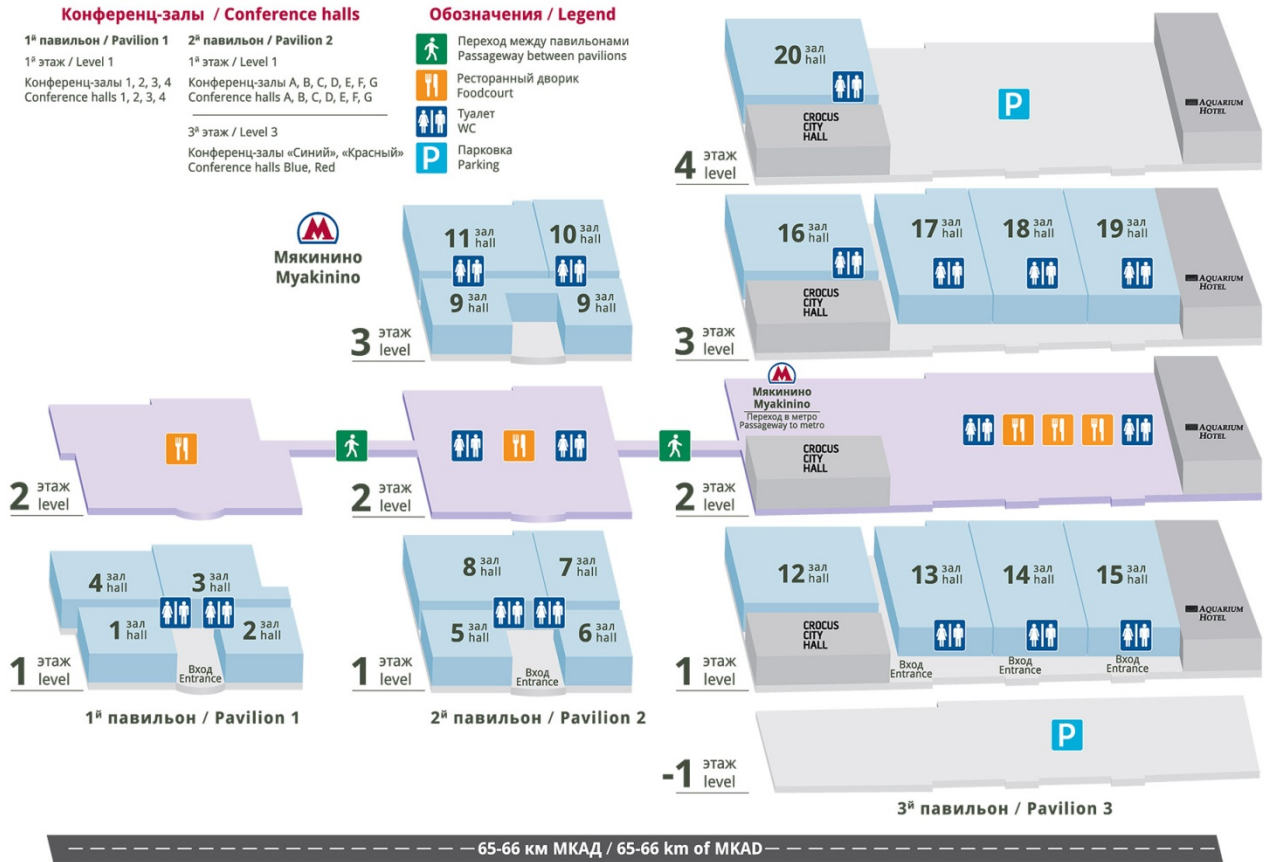 Конференц-залы / Conference halls
1й павильон / Pavilion 1
1й этаж / Level 1
Конференц-залы 1, 2, 3, 4
Conference halls 1, 2, 3, 4
2й павильон / Pavilion 2
1й этаж / Level 1
Конференц-залы A, B, C, D, E, F, G
Conference halls A, B, C, D, E, F, G
3й этаж / Level 3
Конференц-залы «Синий», «Красный»
Conference halls Blue, Red
Обозначения / Legend
Переход между павильонами
Passageway between pavilions
Ресторанный дворик
Foodcourt
Туалет
WC
P
Парковка
Parking
20 зал
hall
CROCUS
CITY
HALL
P
AQUARIUM
HOTEL
4 этаж
level
М
Мякинино
Myakinino
11 зал
hall
10 зал
hall
9 зал
hall
9 зал
hall
3 этаж
level
16 зал
hall
17 зал
hall
18 зал
hall
19 зал
hall
CROCUS
CITY
HALL
AQUARIUM
HOTEL
3 этаж
level
2 этаж
level
2 этаж
level
М
Мякинино
Myakinino
Переход в метро
Passageway to metro
CROCUS
CITY
HALL
AQUARIUM
HOTEL
2 этаж
level
4 зал
hall
3 зал
hall
1 зал
hall
2 зал
hall
Вход
Entrance
1 этаж
level
1й павильон / Pavilion 1
8 зал
hall
7 зал
hall
5 зал
hall
6 зал
hall
Вход
Entrance
1 этаж
level
2й павильон / Pavilion 2
12 зал
hall
13 зал
hall
14 зал
hall
15 зал
hall
CROCUS
CITY
HALL
AQUARIUM
HOTEL
Вход
Entrance
Вход
Entrance
Вход
Entrance
1 этаж
level
P
-1 этаж
level
3й павильон / Pavilion 3
65-66 км МКАД / 65-66 km of MKAD